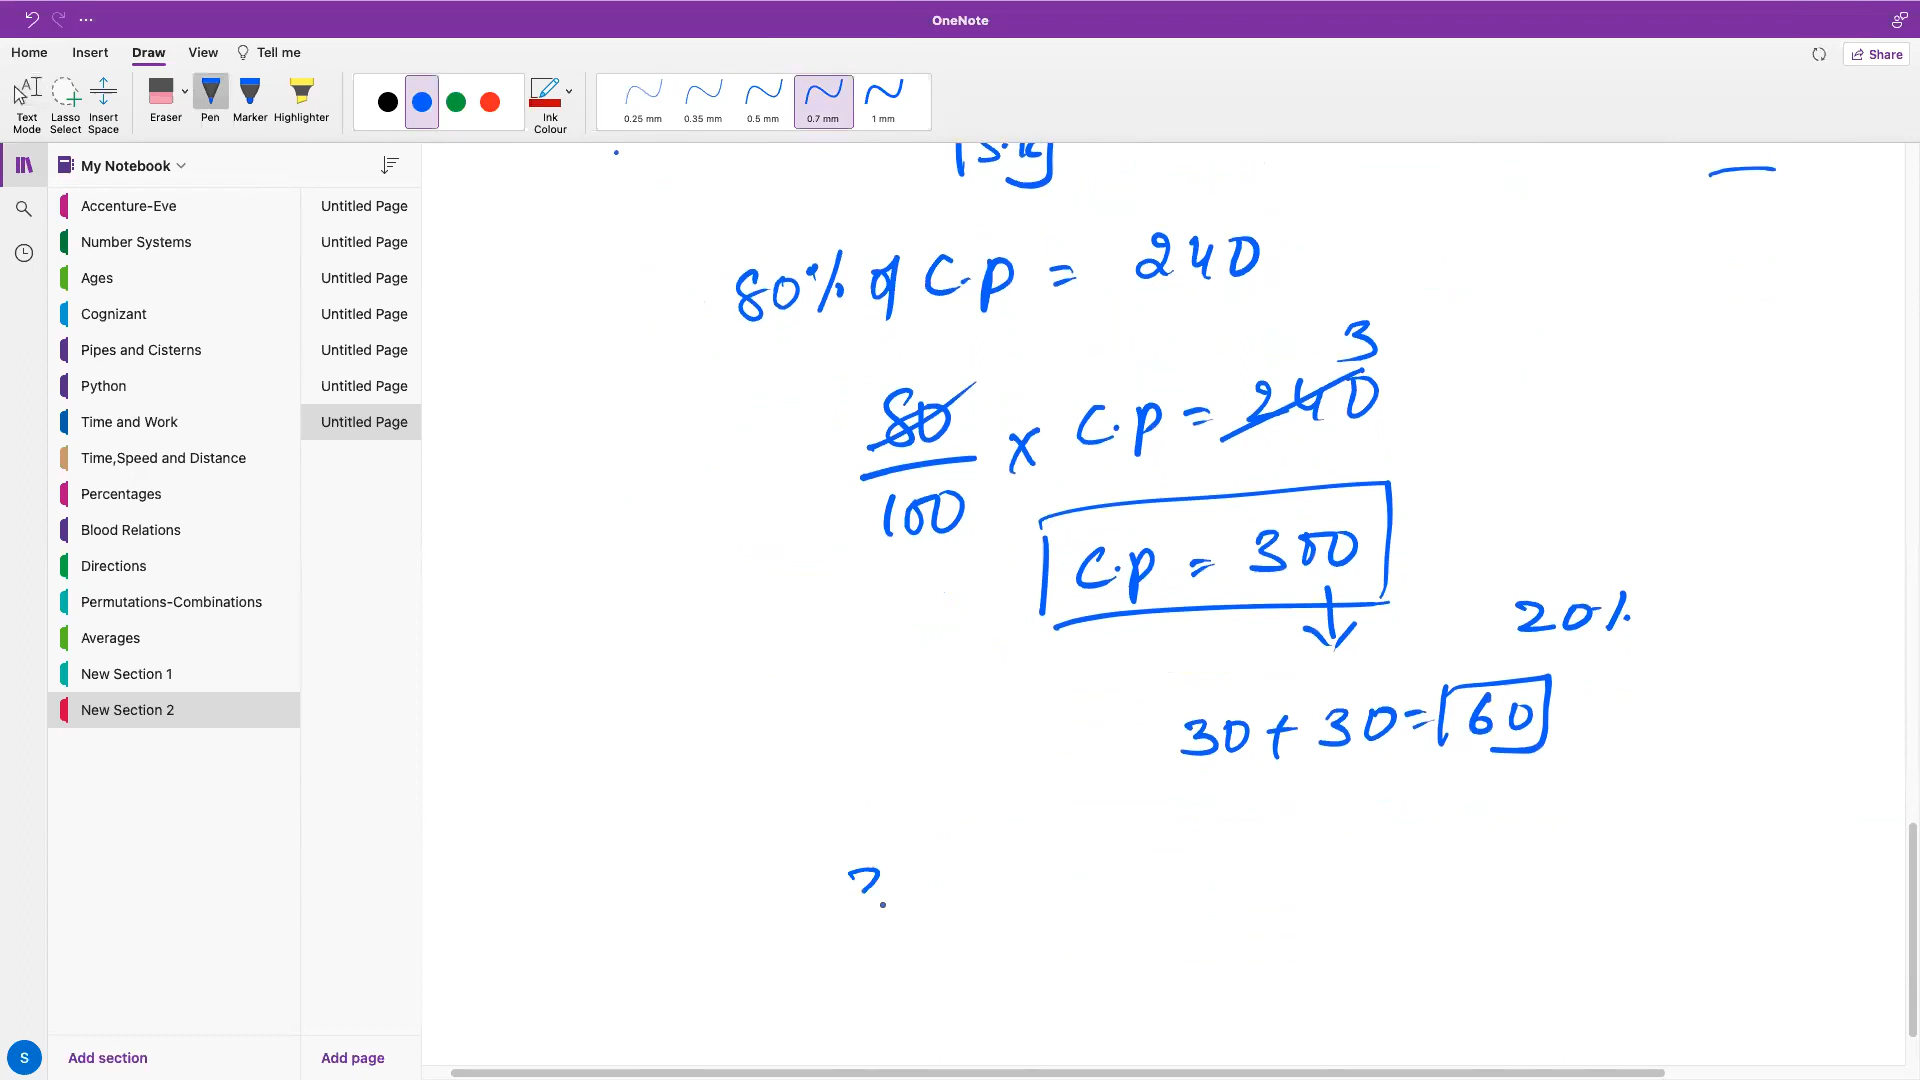 OneNote
Home Insert Draw View Tell me
Share
Text Mode
Lasso Select
Insert Space
Eraser
Pen
Marker
Highlighter
Ink Colour
0.25 mm
0.35 mm
0.5 mm
0.7 mm
1 mm
My Notebook
Accenture-Eve
Number Systems
Ages
Cognizant
Pipes and Cisterns
Python
Time and Work
Time,Speed and Distance
Percentages
Blood Relations
Directions
Permutations-Combinations
Averages
New Section 1
New Section 2
Untitled Page
Untitled Page
Untitled Page
Untitled Page
Untitled Page
Untitled Page
Untitled Page
S
Add section
Add page
80% of C.P = 240
3
80/100 x C.P = 240
C.P = 300
20%
30 + 30 = 60